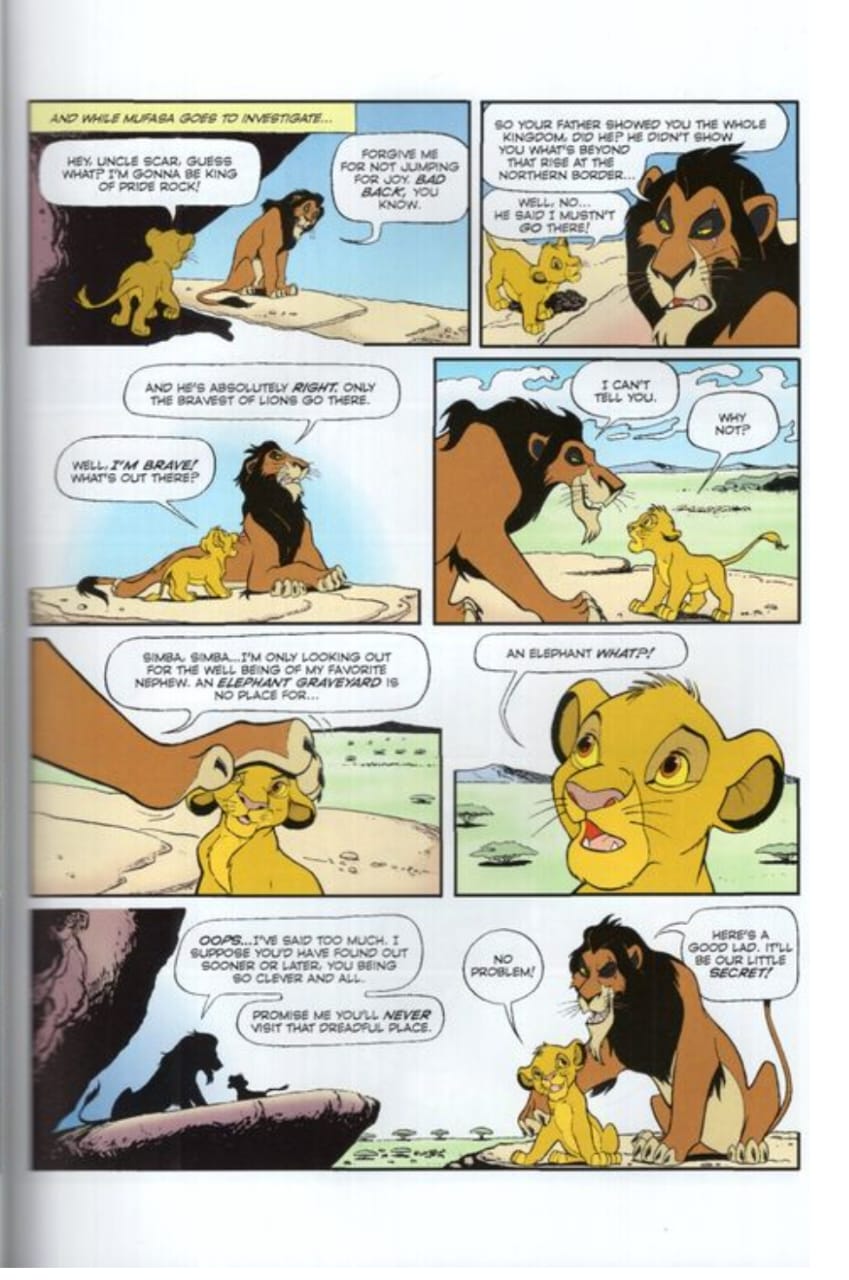 AND WHILE MUFASA GOES TO INVESTIGATE...
HEY, UNCLE SCAR, GUESS
WHAT? I'M GONNA BE KING
OF PRIDE ROCK!
FORGIVE ME
FOR NOT JUMPING
FOR JOY. BAD
BACK, YOU
KNOW.
SO YOUR FATHER SHOWED YOU THE WHOLE
KINGDOM, DID HE? HE DIDN'T SHOW
YOU WHAT'S BEYOND
THAT RISE AT THE
NORTHERN BORDER...
WELL, NO...
HE SAID I MUSTN'T
GO THERE!
AND HE'S ABSOLUTELY RIGHT. ONLY
THE BRAVEST OF LIONS GO THERE.
WELL, I'M BRAVE!
WHAT'S OUT THERE?
I CAN'T
TELL YOU.
WHY
NOT?
SIMBA, SIMBA...I'M ONLY LOOKING OUT
FOR THE WELL BEING OF MY FAVORITE
NEPHEW. AN ELEPHANT GRAVEYARD IS
NO PLACE FOR...
AN ELEPHANT WHAT?!
OOPS...I'VE SAID TOO MUCH. I
SUPPOSE YOU'D HAVE FOUND OUT
SOONER OR LATER, YOU BEING
SO CLEVER AND ALL.
PROMISE ME YOU'LL NEVER
VISIT THAT DREADFUL PLACE.
NO
PROBLEM!
HERE'S A
GOOD LAD. IT'LL
BE OUR LITTLE
SECRET!